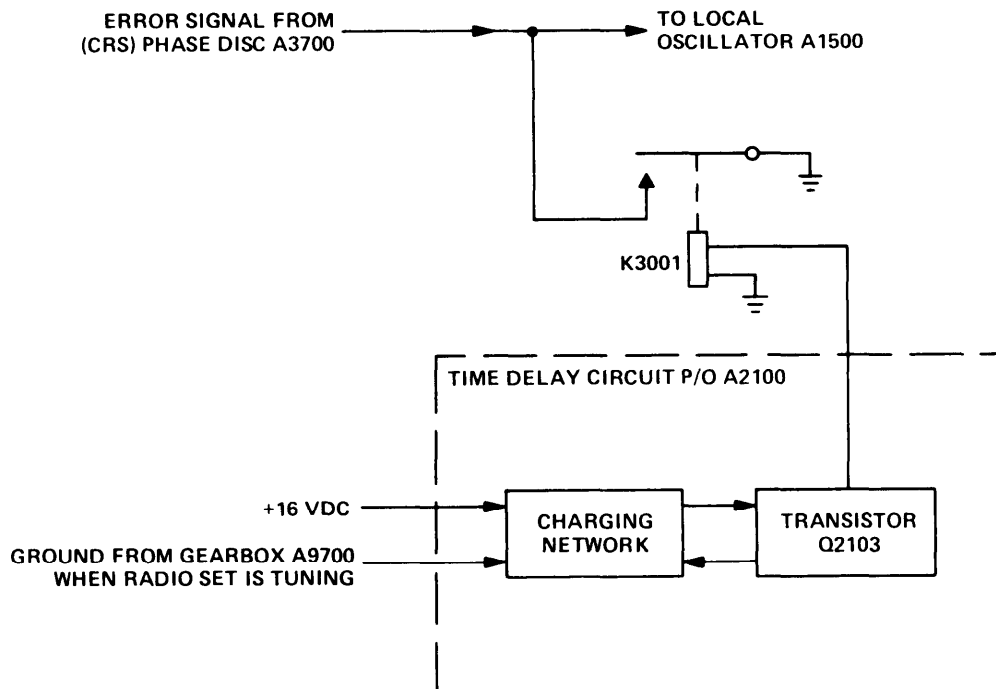 ERROR SIGNAL FROM
(CRS) PHASE DISC A3700
TO LOCAL
OSCILLATOR A1500
K3001
TIME DELAY CIRCUIT P/O A2100
+16 VDC
GROUND FROM GEARBOX A9700
WHEN RADIO SET IS TUNING
CHARGING
NETWORK
TRANSISTOR
Q2103